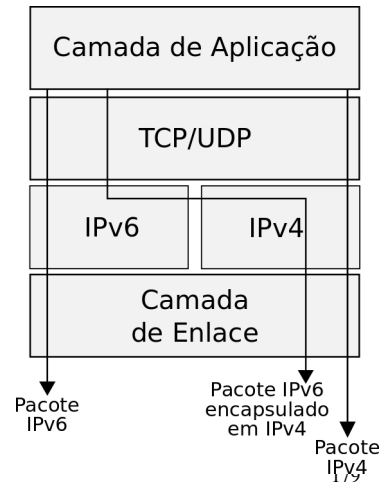 Camada de Aplicação
TCP/UDP
IPv6
IPv4
Camada
de Enlace
Pacote
IPv6
Pacote IPv6
encapsulado
em IPv4
Pacote
IPv4